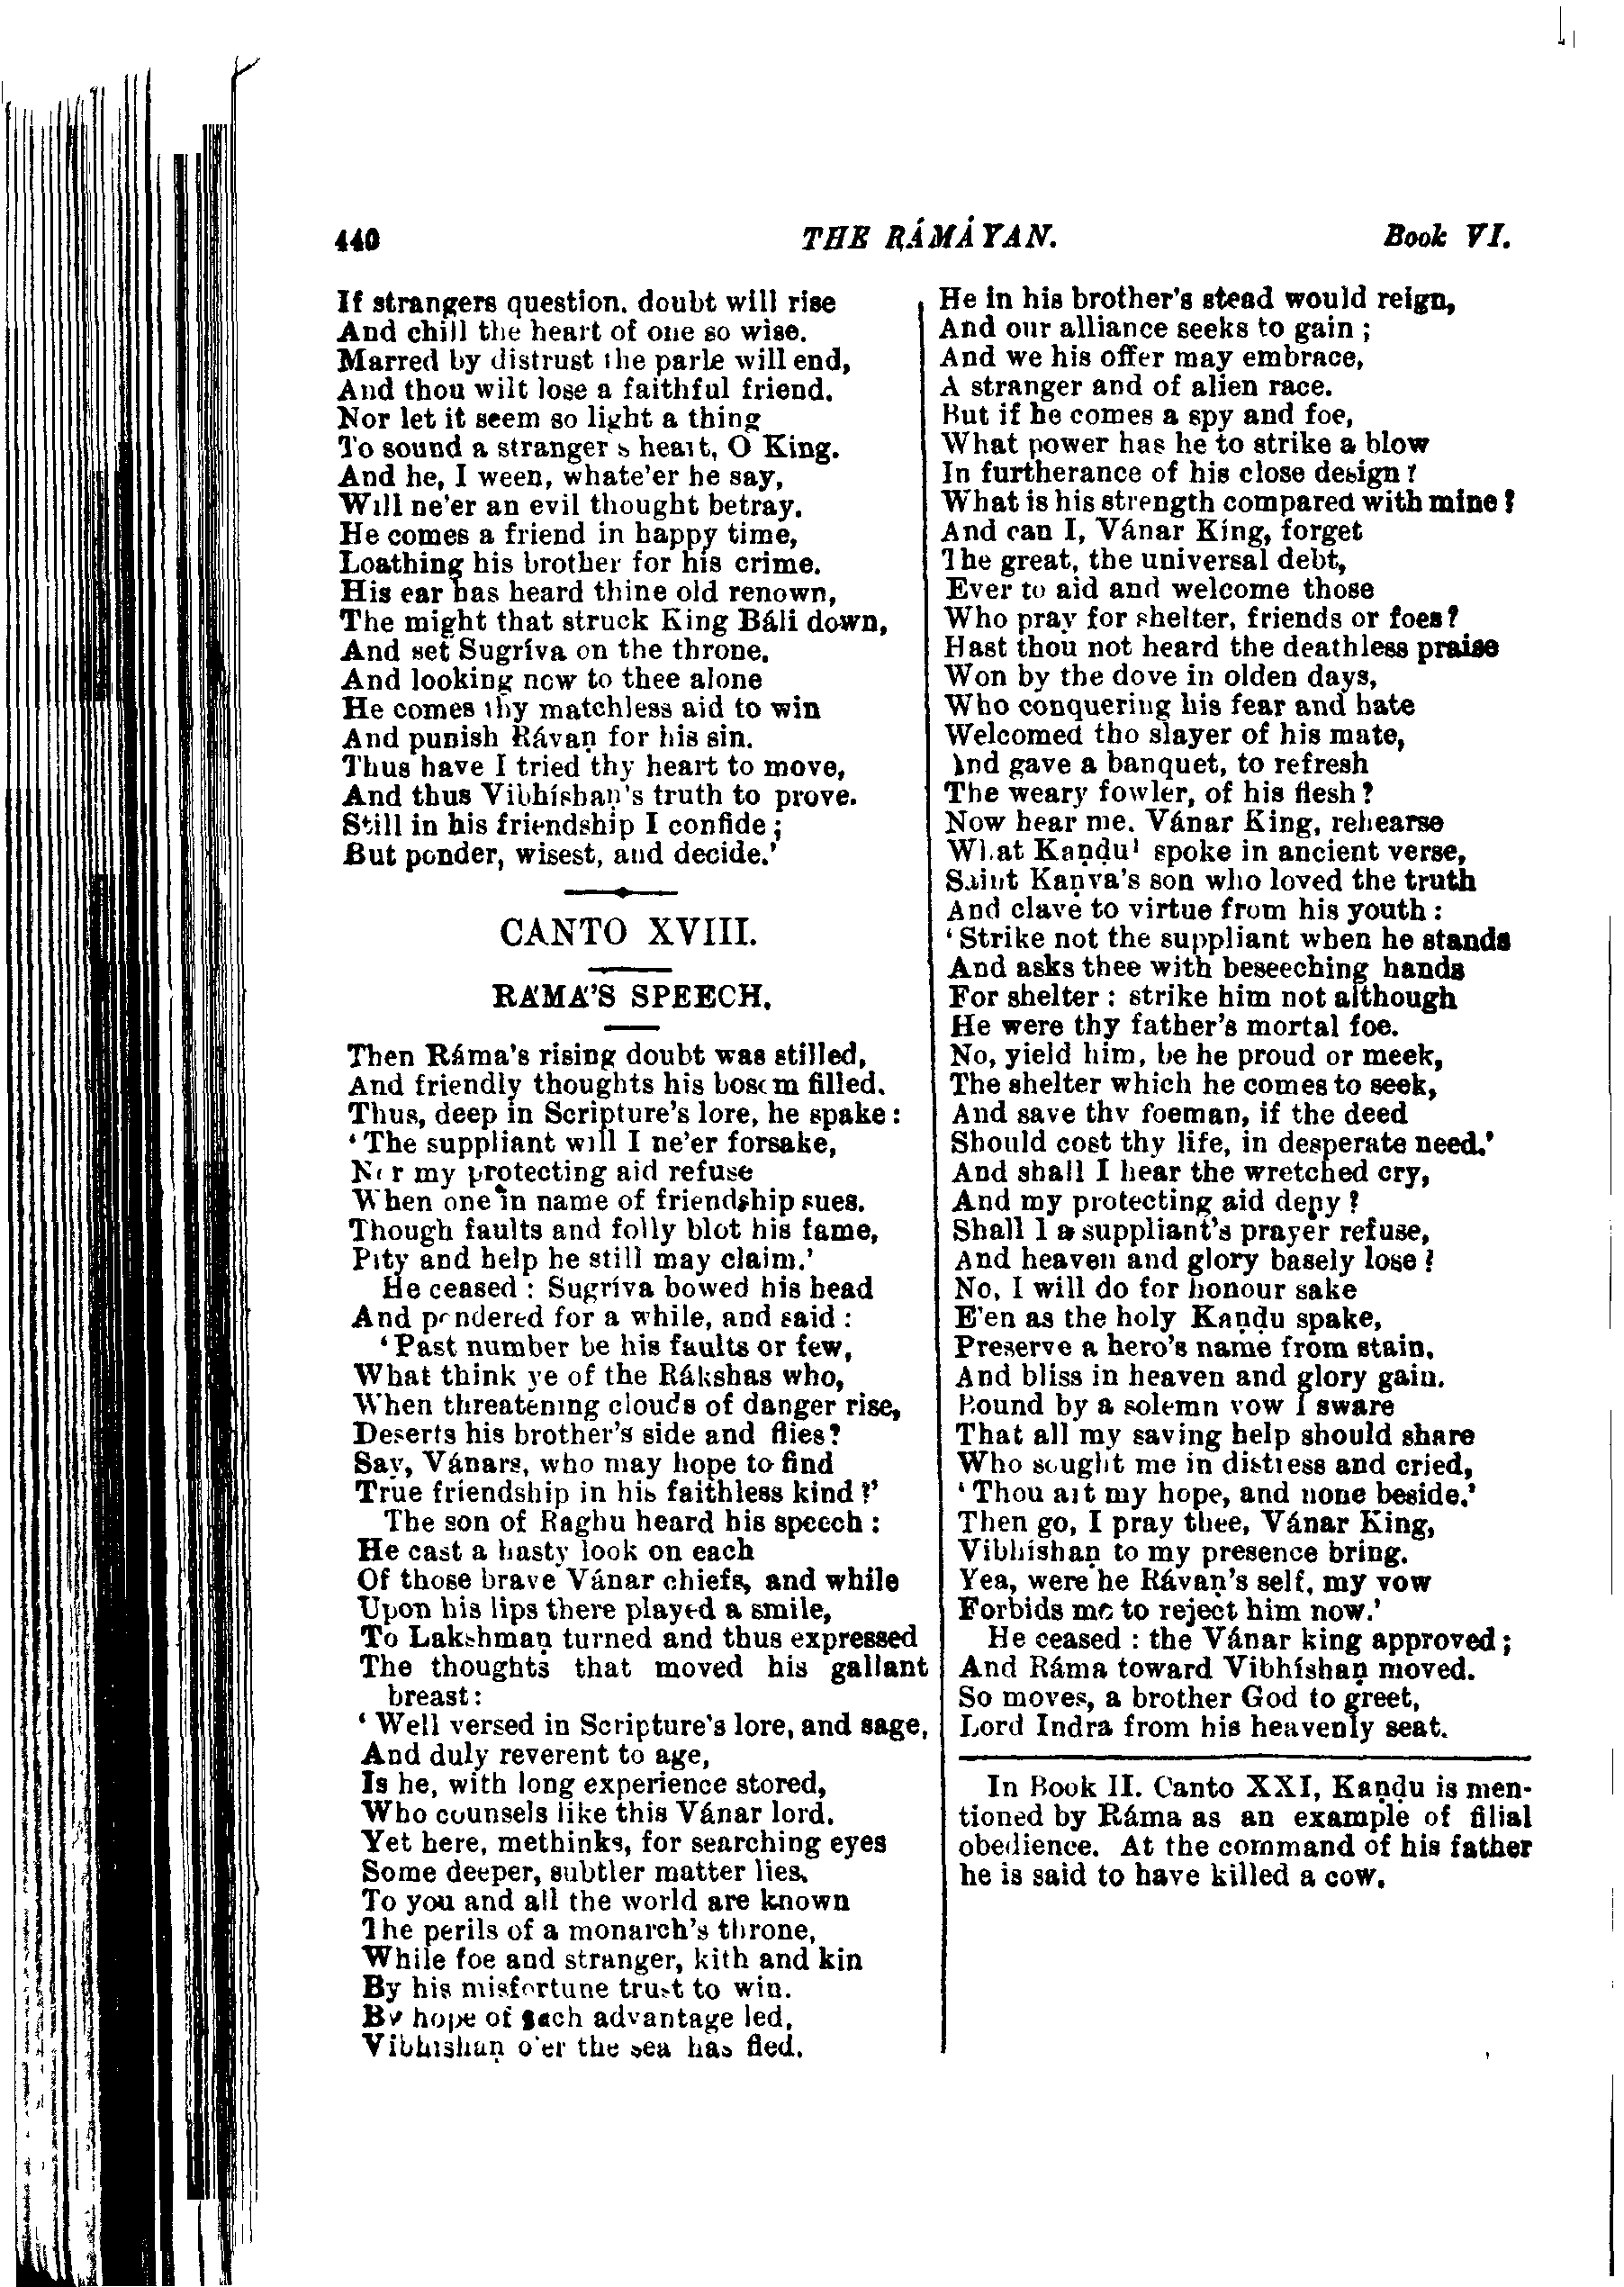 440 THE RÁMÁYAN. Book VI.
If strangers question, doubt will rise
And chill the heart of one so wise.
Marred by distrust the parle will end,
And thou wilt lose a faithful friend.
Nor let it seem so light a thing
To sound a stranger's heart, O King.
And he, I ween, whate'er he say,
Will ne'er an evil thought betray.
He comes a friend in happy time,
Loathing his brother for his crime.
His ear has heard thine old renown,
The might that struck King Báli down,
And set Sugríva on the throne.
And looking now to thee alone
He comes thy matchless aid to win
And punish Rávaṇ for his sin.
Thus have I tried thy heart to move,
And thus Vibhíshaṇ's truth to prove.
Still in his friendship I confide;
But ponder, wisest, and decide.'
CANTO XVIII.
RÁMÁ'S SPEECH.
Then Ráma's rising doubt was stilled,
And friendly thoughts his bosom filled.
Thus, deep in Scripture's lore, he spake:
'The suppliant will I ne'er forsake,
Nor my protecting aid refuse
When one in name of friendship sues.
Though faults and folly blot his fame,
Pity and help he still may claim.'
He ceased: Sugríva bowed his head
And pondered for a while, and said:
'Past number be his faults or few,
What think ye of the Rákshas who,
When threatening clouds of danger rise,
Deserts his brother's side and flies?
Say, Vánars, who may hope to find
True friendship in his faithless kind?'
The son of Raghu heard his speech:
He cast a hasty look on each
Of those brave Vánar chiefs, and while
Upon his lips there played a smile,
To Lakshmaṇ turned and thus expressed
The thoughts that moved his gallant
breast:
'Well versed in Scripture's lore, and sage,
And duly reverent to age,
Is he, with long experience stored,
Who counsels like this Vánar lord.
Yet here, methinks, for searching eyes
Some deeper, subtler matter lies.
To you and all the world are known
The perils of a monarch's throne,
While foe and stranger, kith and kin
By his misfortune trust to win.
By hope of such advantage led,
Vibhishaṇ o'er the sea has fled.
He in his brother's stead would reign,
And our alliance seeks to gain;
And we his offer may embrace,
A stranger and of alien race.
But if he comes a spy and foe,
What power has he to strike a blow
In furtherance of his close design?
What is his strength compared with mine?
And can I, Vánar King, forget
The great, the universal debt,
Ever to aid and welcome those
Who pray for shelter, friends or foes?
Hast thou not heard the deathless praise
Won by the dove in olden days,
Who conquering his fear and hate
Welcomed the slayer of his mate,
And gave a banquet, to refresh
The weary fowler, of his flesh?
Now hear me, Vánar King, rehearse
What Kaṇḍu¹ spoke in ancient verse,
Saint Kaṇva's son who loved the truth
And clave to virtue from his youth:
'Strike not the suppliant when he stands
And asks thee with beseeching hands
For shelter: strike him not although
He were thy father's mortal foe.
No, yield him, be he proud or meek,
The shelter which he comes to seek,
And save thy foeman, if the deed
Should cost thy life, in desperate need.'
And shall I hear the wretched cry,
And my protecting aid deny?
Shall I a suppliant's prayer refuse,
And heaven and glory basely lose?
No, I will do for honour sake
E'en as the holy Kaṇḍu spake,
Preserve a hero's name from stain,
And bliss in heaven and glory gain.
Bound by a solemn vow I sware
That all my saving help should share
Who sought me in distress and cried,
'Thou art my hope, and none beside.'
Then go, I pray thee, Vánar King,
Vibhishaṇ to my presence bring.
Yea, were he Rávaṇ's self, my vow
Forbids me to reject him now.'
He ceased: the Vánar king approved;
And Ráma toward Vibhíshaṇ moved.
So moves, a brother God to greet,
Lord Indra from his heavenly seat.
In Book II. Canto XXI, Kaṇḍu is men-
tioned by Ráma as an example of filial
obedience. At the command of his father
he is said to have killed a cow.